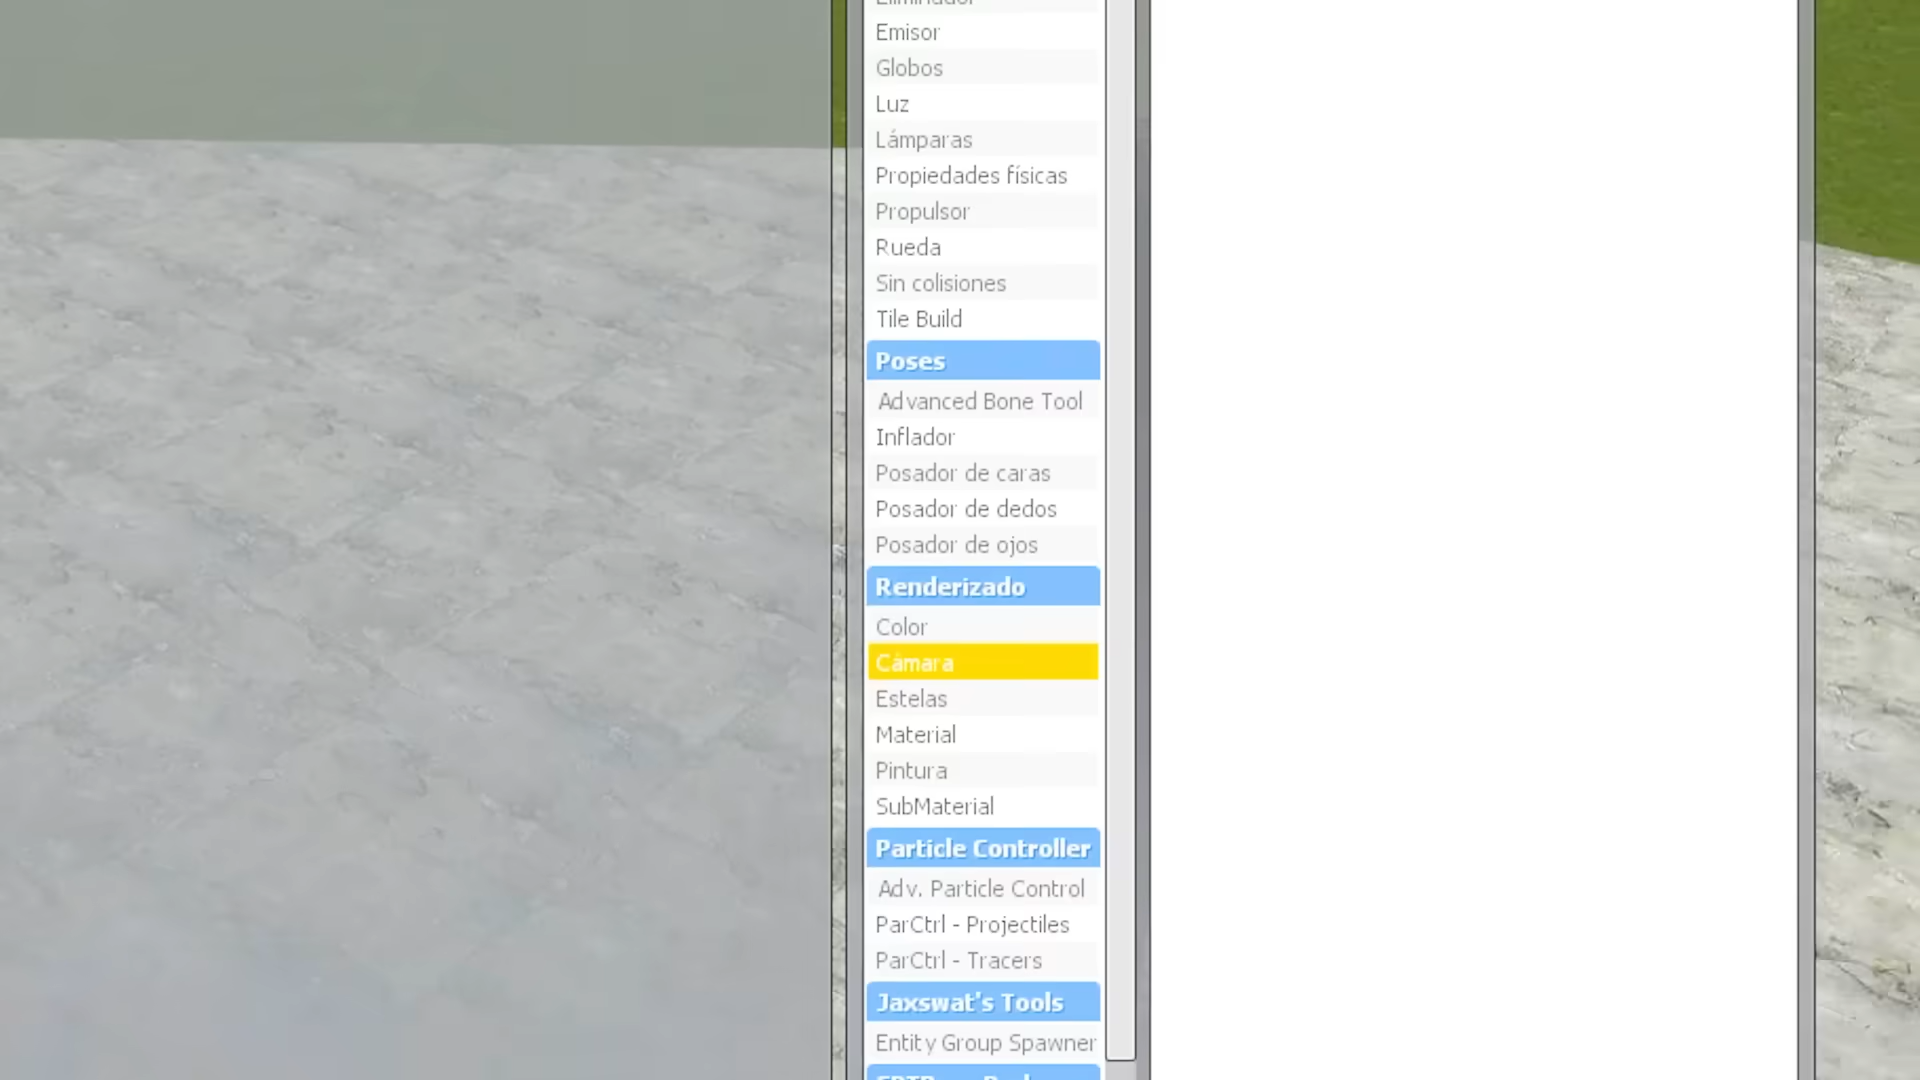 Eliminador
Emisor
Globos
Luz
Lámparas
Propiedades físicas
Propulsor
Rueda
Sin colisiones
Tile Build
Poses
Advanced Bone Tool
Inflador
Posador de caras
Posador de dedos
Posador de ojos
Renderizado
Color
Cámara
Estelas
Material
Pintura
SubMaterial
Particle Controller
Adv. Particle Control
ParCtrl - Projectiles
ParCtrl - Tracers
Jaxswat's Tools
Entity Group Spawner